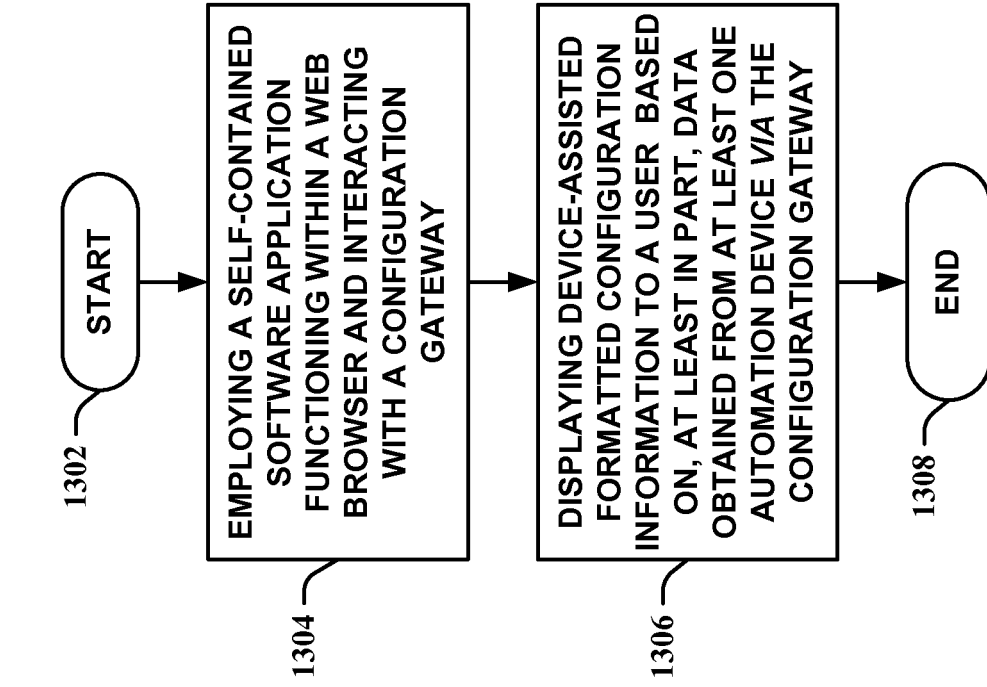 START
1302
EMPLOYING A SELF-CONTAINED
SOFTWARE APPLICATION
FUNCTIONING WITHIN A WEB
BROWSER AND INTERACTING
WITH A CONFIGURATION
GATEWAY
1304
DISPLAYING DEVICE-ASSISTED
FORMATTED CONFIGURATION
INFORMATION TO A USER BASED
ON, AT LEAST IN PART, DATA
OBTAINED FROM AT LEAST ONE
AUTOMATION DEVICE VIA THE
CONFIGURATION GATEWAY
1306
END
1308